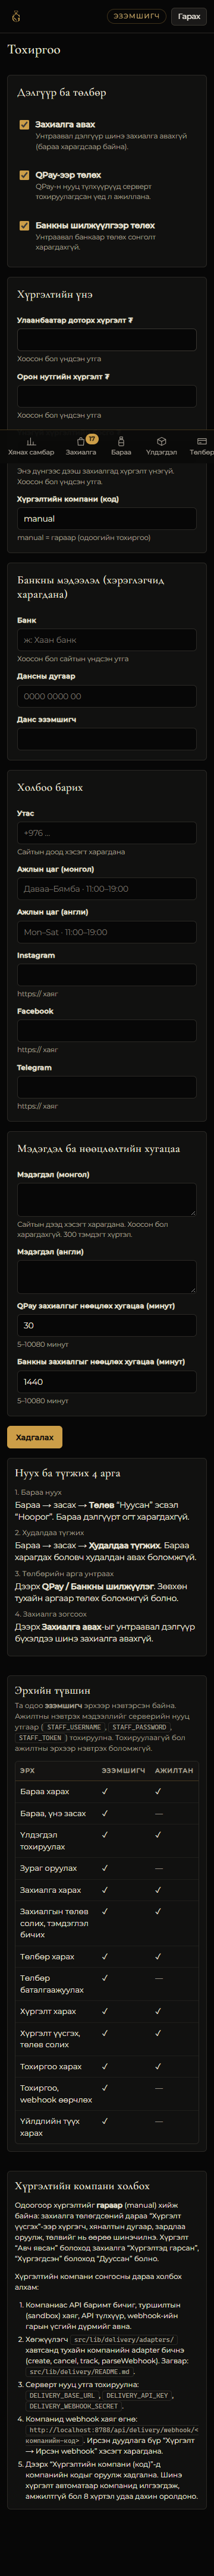 ЭЗЭМШИГЧ
Гарах
Тохиргоо
Дэлгүүр ба төлбөр
Захиалга авах
Унтраавал дэлгүүр шинэ захиалга авахгүй
(бараа харагдсаар байна).
QPay-ээр төлөх
QPay-н нууц түлхүүрүүд серверт
тохируулагдсан үед л ажиллана.
Банкны шилжүүлгээр төлөх
Унтраавал банкаар төлөх сонголт
харагдахгүй.
Хүргэлтийн үнэ
Улаанбаатар доторх хүргэлт ₮
Хоосон бол үндсэн утга
Орон нутгийн хүргэлт ₮
Хоосон бол үндсэн утга
17
Хянах самбар
Захиалга
Бараа
Үлдэгдэл
Төлбөр
Энэ дүнгээс дээш захиалгад хүргэлт үнэгүй.
Хоосон бол үндсэн утга.
Хүргэлтийн компани (код)
manual
manual = гараар (одоогийн тохиргоо)
Банкны мэдээлэл (хэрэглэгчид
харагдана)
Банк
ж: Хаан банк
Хоосон бол сайтын үндсэн утга
Дансны дугаар
0000 0000 00
Данс эзэмшигч
Холбоо барих
Утас
+976 ...
Сайтын доод хэсэгт харагдана
Ажлын цаг (монгол)
Даваа–Бямба · 11:00–19:00
Ажлын цаг (англи)
Mon–Sat · 11:00–19:00
Instagram
https:// хаяг
Facebook
https:// хаяг
Telegram
https:// хаяг
Мэдэгдэл ба нөөцлөлтийн хугацаа
Мэдэгдэл (монгол)
Сайтын дээд хэсэгт харагдана. Хоосон бол
харагдахгүй. 300 тэмдэгт хүртэл.
Мэдэгдэл (англи)
QPay захиалгыг нөөцлөх хугацаа (минут)
30
5–10080 минут
Банкны захиалгыг нөөцлөх хугацаа (минут)
1440
5–10080 минут
Хадгалах
Нуух ба түгжих 4 арга
1. Бараа нуух
Бараа → засах → Төлөв "Нуусан" эсвэл
"Ноорог". Бараа дэлгүүрт огт харагдахгүй.
2. Худалдаа түгжих
Бараа → засах → Худалдаа түгжих. Бараа
харагдах боловч худалдан авах боломжгүй.
3. Төлбөрийн арга унтраах
Дээрх QPay / Банкны шилжүүлэг. Зөвхөн
тухайн аргаар төлөх боломжгүй болно.
4. Захиалга зогсоох
Дээрх Захиалга авах-ыг унтраавал дэлгүүр
бүхэлдээ шинэ захиалга авахгүй.
Эрхийн түвшин
Та одоо эзэмшигч эрхээр нэвтэрсэн байна.
Ажилтны нэвтрэх мэдээллийг серверийн нууц
утгаар ( STAFF_USERNAME , STAFF_PASSWORD ,
STAFF_TOKEN ) тохируулна. Тохируулаагүй бол
ажилтны эрхээр нэвтрэх боломжгүй.
ЭРХ ЭЗЭМШИГЧ АЖИЛТАН
Бараа харах ✓ ✓
Бараа, үнэ засах ✓ —
Үлдэгдэл ✓ ✓
тохируулах
Зураг оруулах ✓ —
Захиалга харах ✓ ✓
Захиалгын төлөв ✓ ✓
солих, тэмдэглэл
бичих
Төлбөр харах ✓ ✓
Төлбөр ✓ —
баталгаажуулах
Хүргэлт харах ✓ ✓
Хүргэлт үүсгэх, ✓ ✓
төлөв солих
Тохиргоо харах ✓ ✓
Тохиргоо, ✓ —
webhook өөрчлөх
Үйлдлийн түүх ✓ —
харах
Хүргэлтийн компани холбох
Одоогоор хүргэлтийг гараар (manual) хийж
байна: захиалга төлөгдсөний дараа "Хүргэлт
үүсгэх"-ээр хүргэгч, хяналтын дугаар, зардлаа
оруулж, төлвийг нь өөрөө шинэчилнэ. Хүргэлт
"Авч явсан" болоход захиалга "Хүргэлтэд гарсан",
"Хүргэгдсэн" болоход "Дууссан" болно.
Хүргэлтийн компани сонгосны дараа холбох
алхам:
1. Компаниас API баримт бичиг, туршилтын
(sandbox) хаяг, API түлхүүр, webhook-ийн
гарын үсгийн дүрмийг авна.
2. Хөгжүүлэгч src/lib/delivery/adapters/
хавтсанд тухайн компанийн adapter бичнэ
(create, cancel, track, parseWebhook). Загвар:
src/lib/delivery/README.md .
3. Серверт нууц утга тохируулна:
DELIVERY_BASE_URL , DELIVERY_API_KEY ,
DELIVERY_WEBHOOK_SECRET .
4. Компанид webhook хаяг өгнө:
http://localhost:8788/api/delivery/webhook/<
компанийн-код> . Ирсэн дуудлага бүр "Хүргэлт
→ Ирсэн webhook" хэсэгт харагдана.
5. Дээрх "Хүргэлтийн компани (код)"-д
компанийн кодыг оруулж хадгална. Шинэ
хүргэлт автоматаар компанид илгээгдэж,
амжилтгүй бол 8 хүртэл удаа дахин оролдоно.